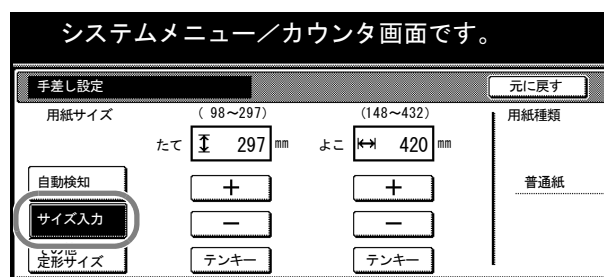 システムメニュー／カウンタ画面です。
手差し設定
元に戻す
用紙サイズ
( 98～297)
(148～432)
用紙種類
たて 297 mm
よこ 420 mm
自動検知
＋
＋
普通紙
サイズ入力
－
－
その他
定形サイズ
テンキー
テンキー